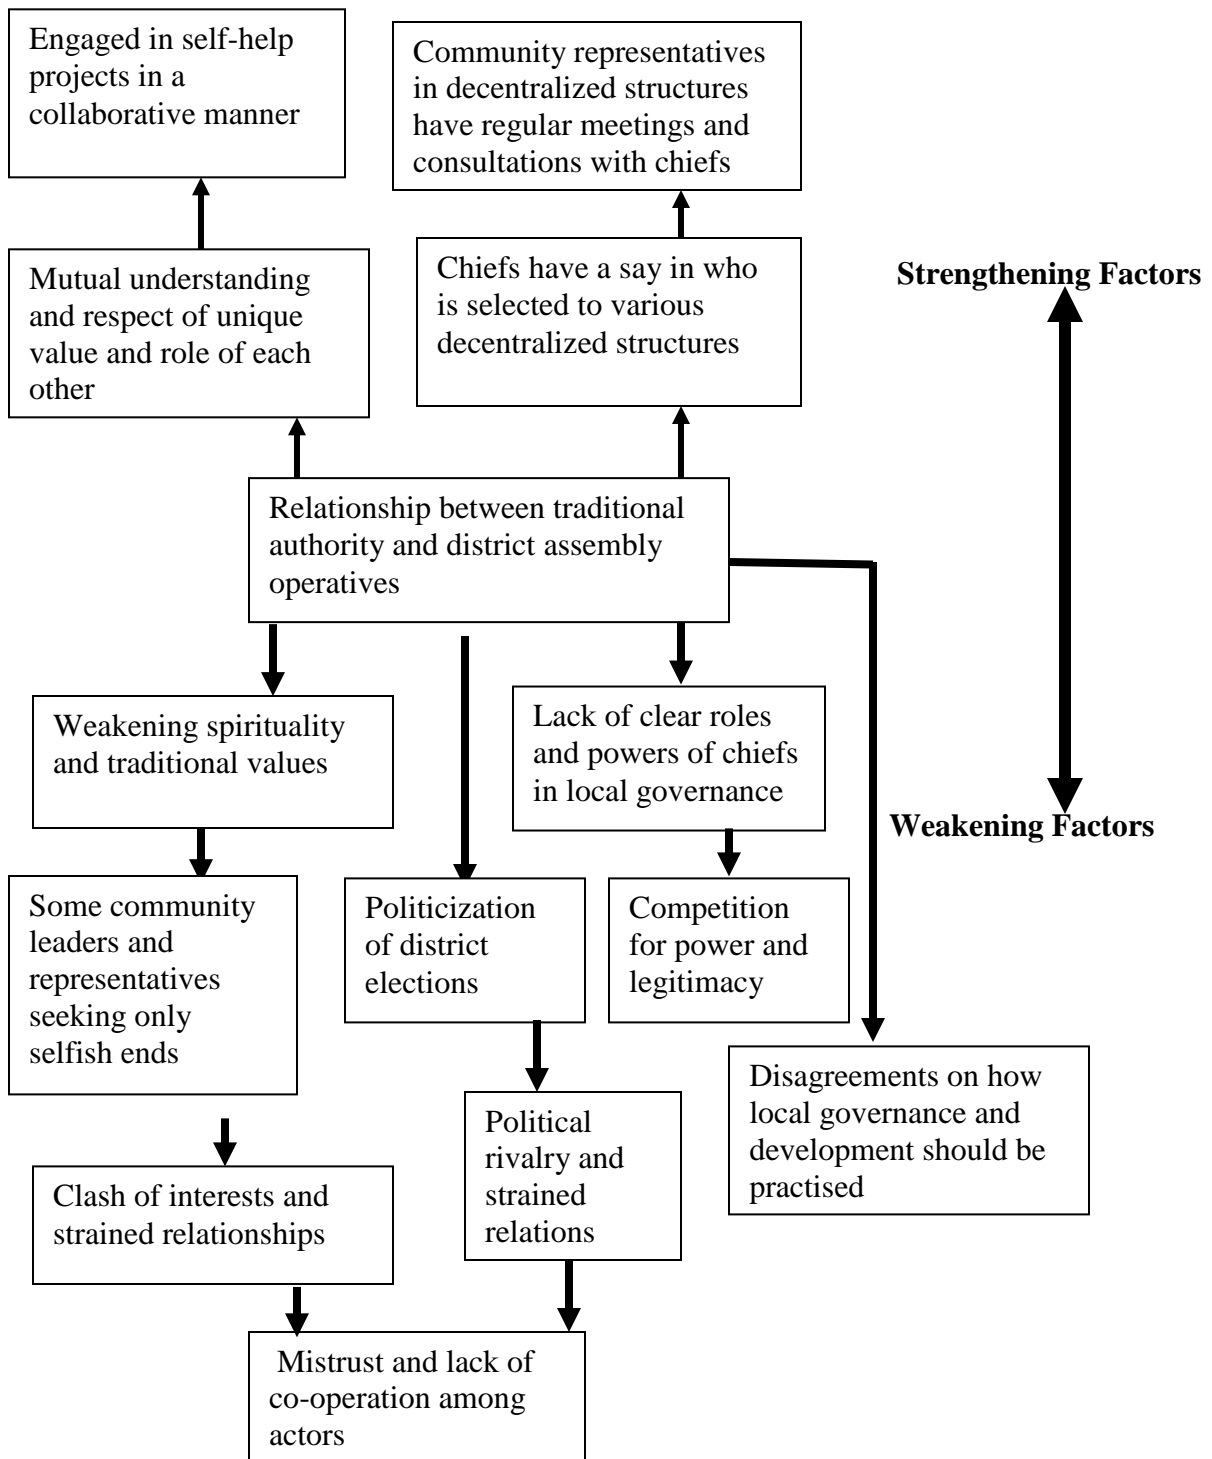 Engaged in self-help
projects in a
collaborative manner
Community representatives
in decentralized structures
have regular meetings and
consultations with chiefs
Mutual understanding
and respect of unique
value and role of each
other
Chiefs have a say in who
is selected to various
decentralized structures
Strengthening Factors
Relationship between traditional
authority and district assembly
operatives
Weakening spirituality
and traditional values
Lack of clear roles
and powers of chiefs
in local governance
Weakening Factors
Some community
leaders and
representatives
seeking only
selfish ends
Politicization
of district
elections
Competition
for power and
legitimacy
Disagreements on how
local governance and
development should be
practised
Political
rivalry and
strained
relations
Clash of interests and
strained relationships
Mistrust and lack of
co-operation among
actors